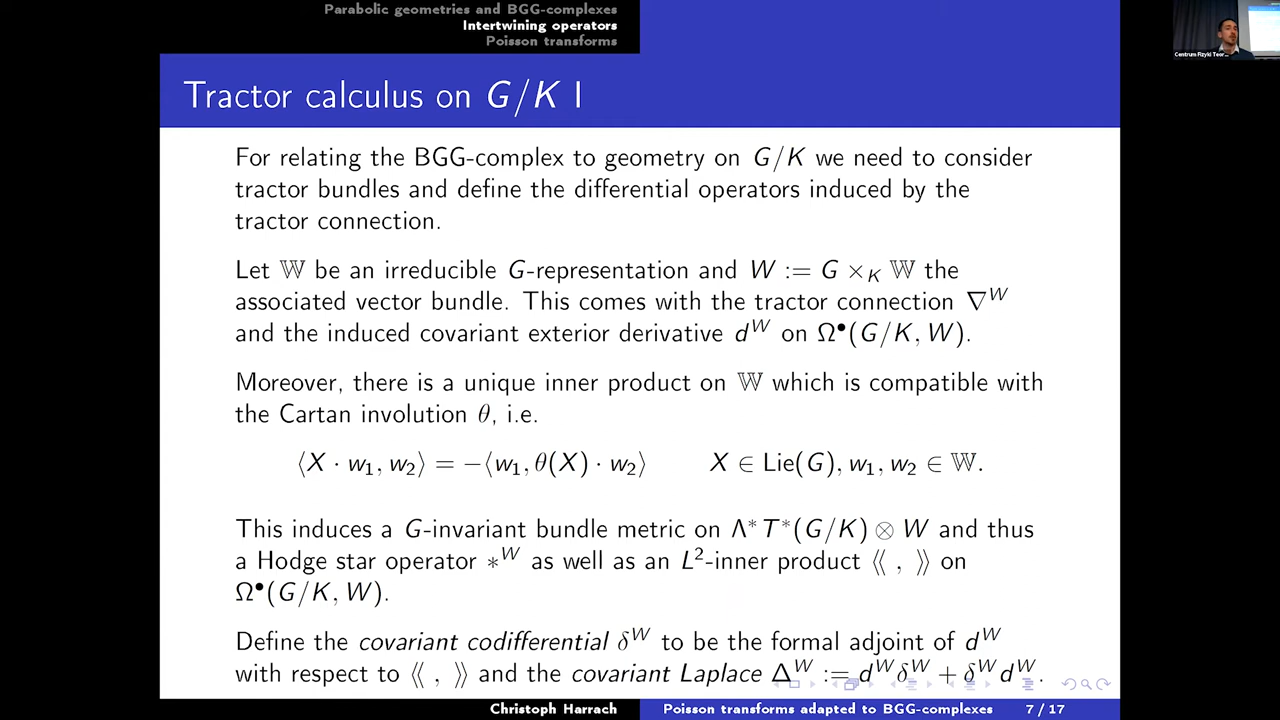 Parabolic geometries and BGG-complexes
Intertwining operators
Poisson transforms
Centrum Fizyki Teor
Tractor calculus on G/K I
For relating the BGG-complex to geometry on G/K we need to consider
tractor bundles and define the differential operators induced by the
tractor connection.
Let 𝕎 be an irreducible G-representation and W := G ×_K 𝕎 the
associated vector bundle. This comes with the tractor connection ∇^W
and the induced covariant exterior derivative d^W on Ω^•(G/K, W).
Moreover, there is a unique inner product on 𝕎 which is compatible with
the Cartan involution θ, i.e.
⟨X · w₁, w₂⟩ = −⟨w₁, θ(X) · w₂⟩ X ∈ Lie(G), w₁, w₂ ∈ 𝕎.
This induces a G-invariant bundle metric on Λ*T*(G/K) ⊗ W and thus
a Hodge star operator *^W as well as an L²-inner product ⟪ , ⟫ on
Ω^•(G/K, W).
Define the covariant codifferential δ^W to be the formal adjoint of d^W
with respect to ⟪ , ⟫ and the covariant Laplace Δ^W := d^W δ^W + δ^W d^W.
Christoph Harrach Poisson transforms adapted to BGG-complexes 7 / 17